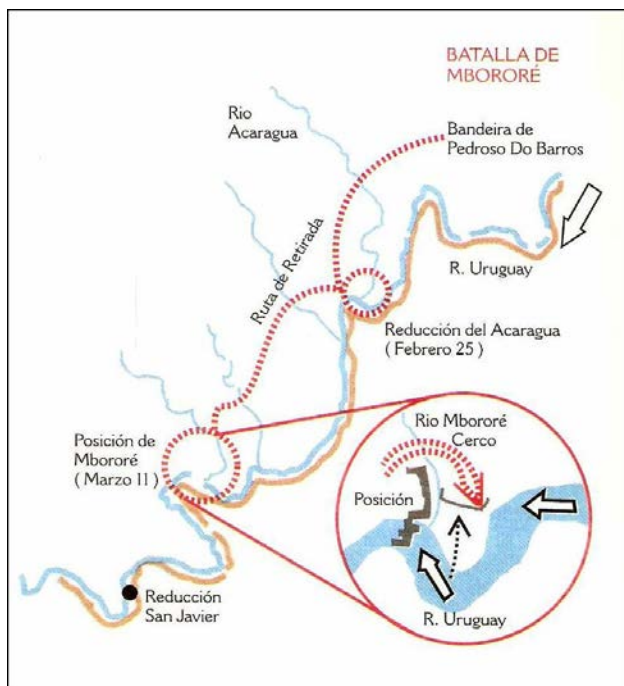 BATALLA DE
MBORORÉ
Rio
Acaragua
Bandeira de
Pedroso Do Barros
Ruta de Retirada
R. Uruguay
Reducción del Acaragua
( Febrero 25 )
Posición de
Mbororé
( Marzo 11 )
Rio Mbororé
Cerco
Posición
R. Uruguay
Reducción
San Javier